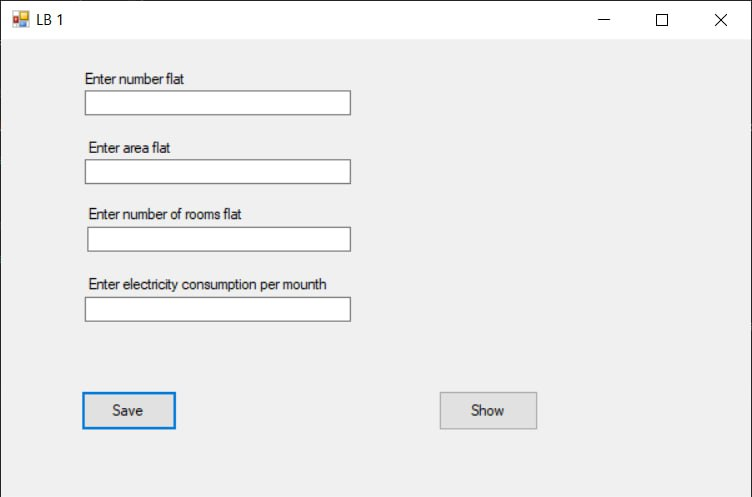 LB 1
Enter number flat
Enter area flat
Enter number of rooms flat
Enter electricity consumption per mounth
Save
Show